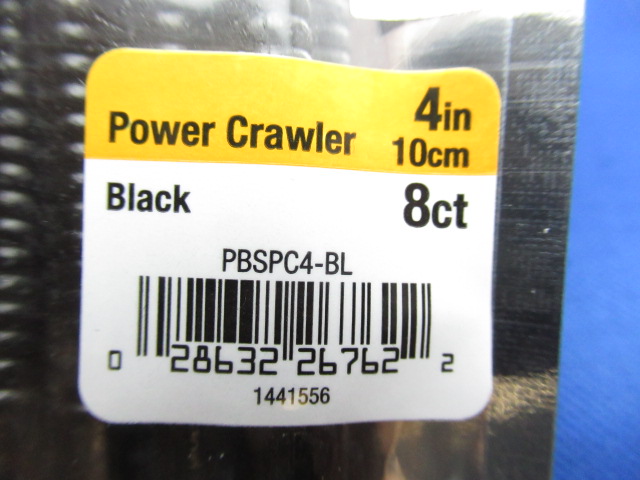 Power Crawler 4in
10cm
Black 8ct
PBSPC4-BL
0 28632 26762 2
1441556